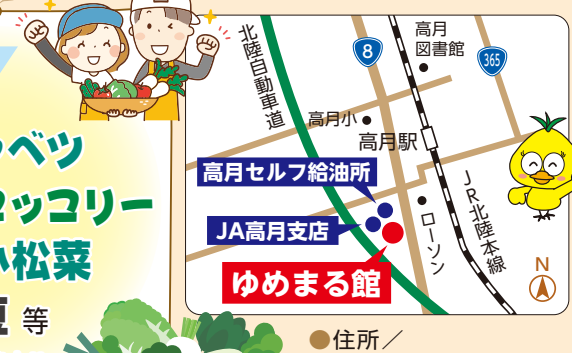 ベツ
ッコリー
小松菜
等
北陸自動車道
8
高月
図書館
365
高月小
高月駅
高月セルフ給油所
JA高月支店
ゆめまる館
ローソン
JR北陸本線
N
●住所／